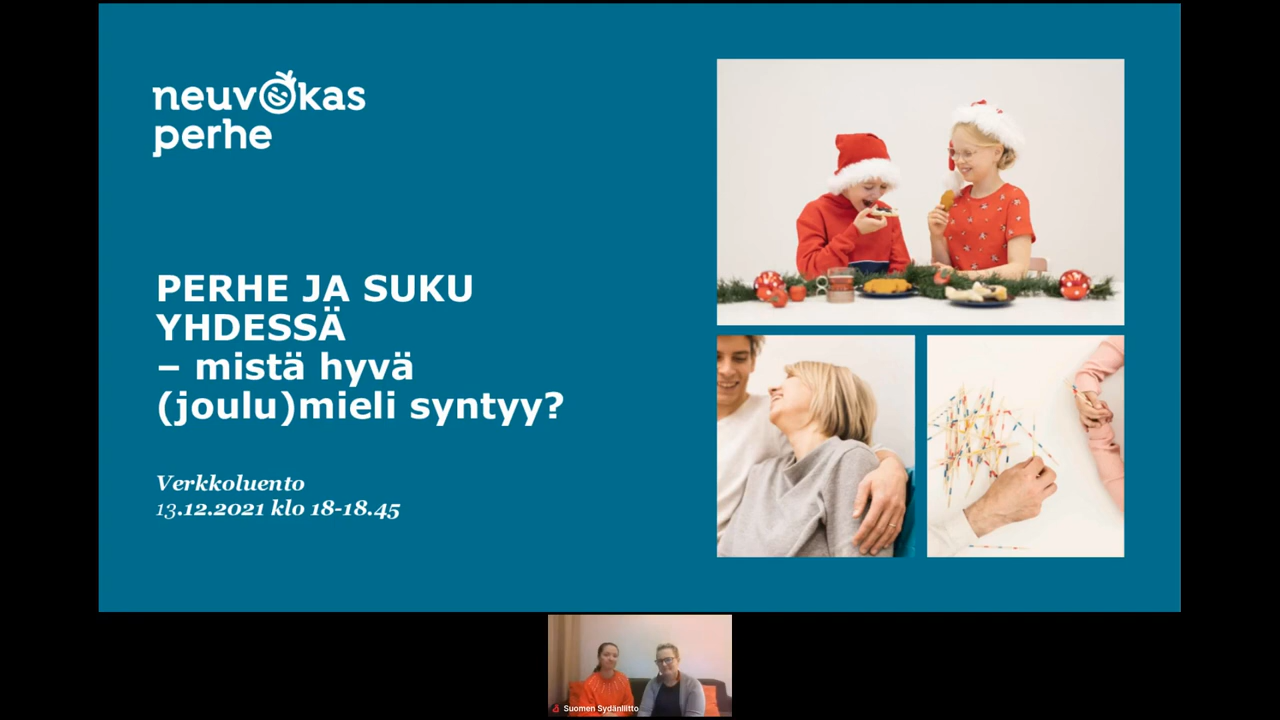 neuvokas
perhe
PERHE JA SUKU
YHDESSÄ
– mistä hyvä
(joulu)mieli syntyy?
Verkkoluento
13.12.2021 klo 18-18.45
Suomen Sydänliitto